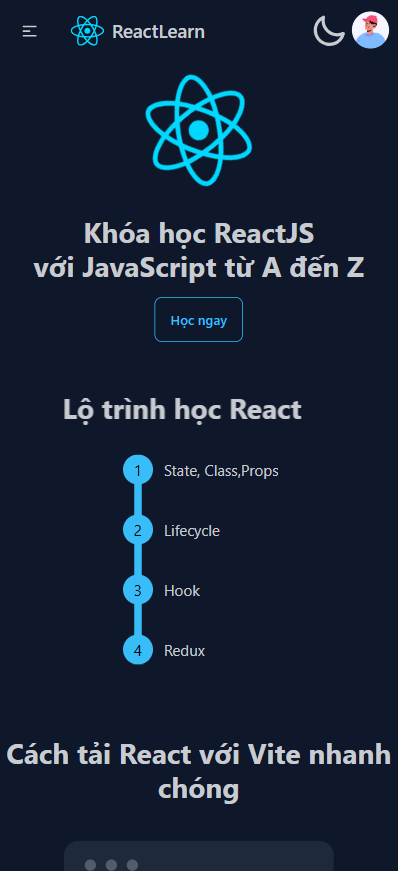 ReactLearn
Khóa học ReactJS
với JavaScript từ A đến Z
Học ngay
Lộ trình học React
1 State, Class,Props
2 Lifecycle
3 Hook
4 Redux
Cách tải React với Vite nhanh
chóng